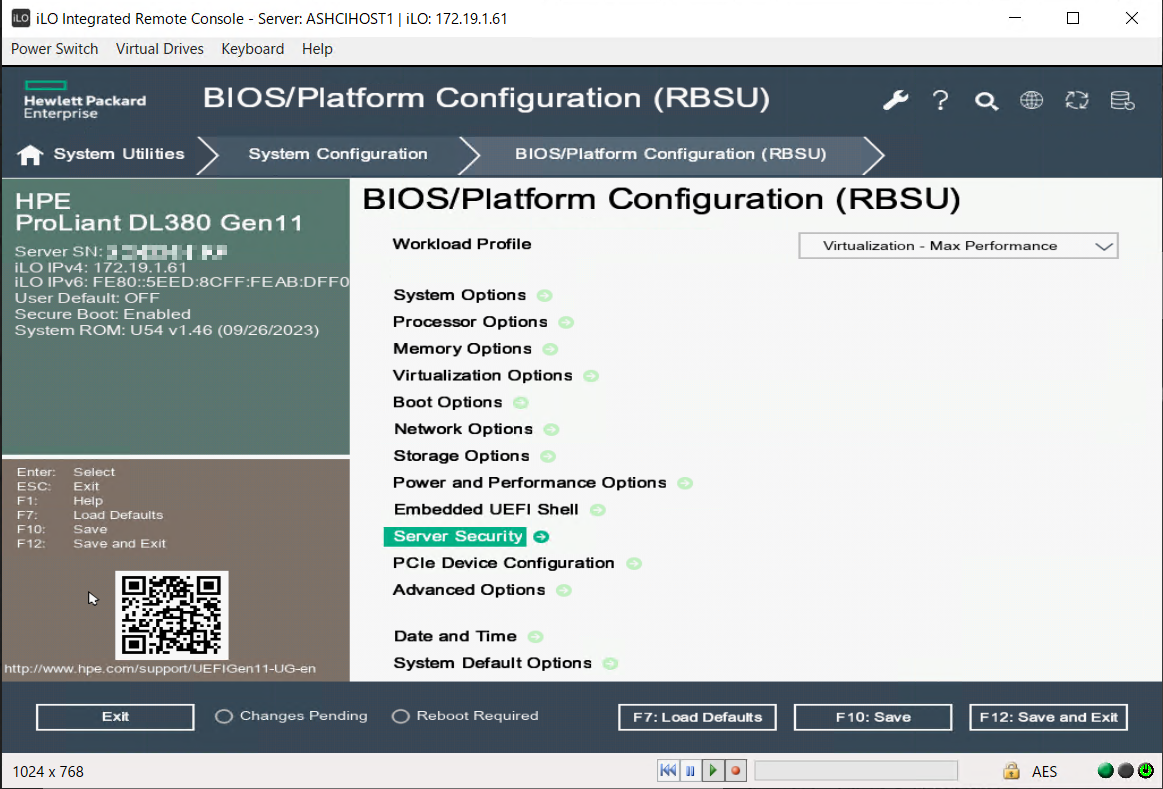 iLO iLO Integrated Remote Console - Server: ASHCIHOST1 | iLO: 172.19.1.61
Power Switch Virtual Drives Keyboard Help
Hewlett Packard
Enterprise
BIOS/Platform Configuration (RBSU)
System Utilities System Configuration BIOS/Platform Configuration (RBSU)
HPE
ProLiant DL380 Gen11
Server SN:
iLO IPv4: 172.19.1.61
iLO IPv6: FE80::5EED:8CFF:FEAB:DFF0
User Default: OFF
Secure Boot: Enabled
System ROM: U54 v1.46 (09/26/2023)
Enter: Select
ESC: Exit
F1: Help
F7: Load Defaults
F10: Save
F12: Save and Exit
http://www.hpe.com/support/UEFIGen11-UG-en
BIOS/Platform Configuration (RBSU)
Workload Profile Virtualization - Max Performance
System Options
Processor Options
Memory Options
Virtualization Options
Boot Options
Network Options
Storage Options
Power and Performance Options
Embedded UEFI Shell
Server Security
PCIe Device Configuration
Advanced Options
Date and Time
System Default Options
Exit Changes Pending Reboot Required F7: Load Defaults F10: Save F12: Save and Exit
1024 x 768 AES